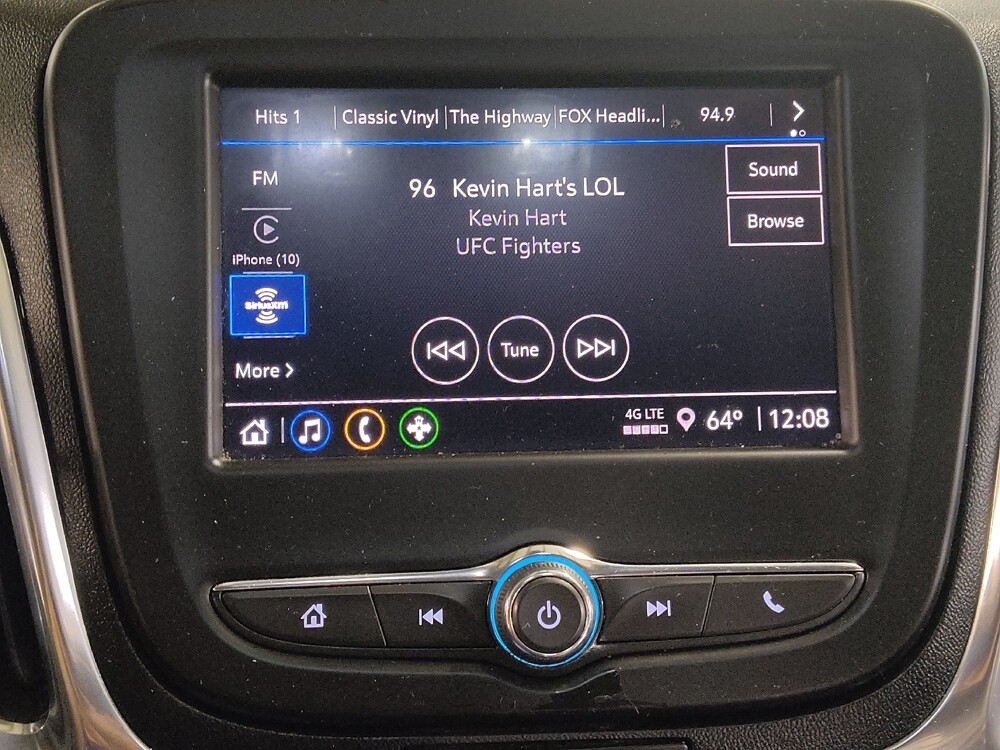 Hits 1 Classic Vinyl The Highway FOX Headli... 94.9
FM
96 Kevin Hart's LOL
Kevin Hart
UFC Fighters
Sound
Browse
iPhone (10)
SiriusXM
More
Tune
4G LTE 64° 12:08